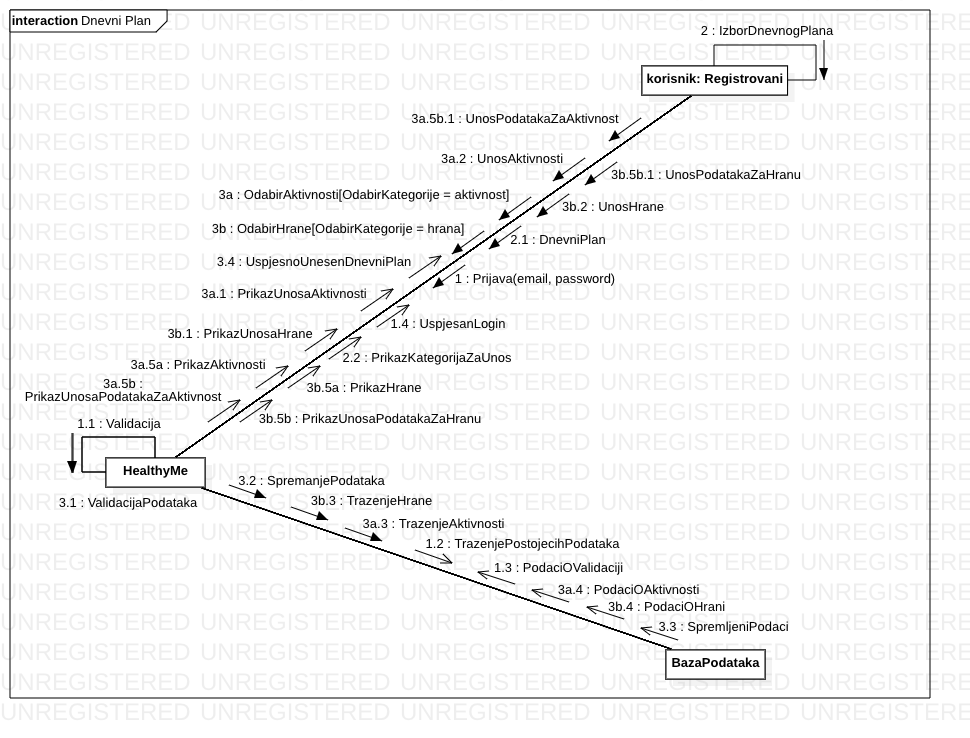 interaction Dnevni Plan
2 : IzborDnevnogPlana
korisnik: Registrovani
3a.5b.1 : UnosPodatakaZaAktivnost
3a.2 : UnosAktivnosti
3b.5b.1 : UnosPodatakaZaHranu
3a : OdabirAktivnosti[OdabirKategorije = aktivnost]
3b.2 : UnosHrane
3b : OdabirHrane[OdabirKategorije = hrana]
2.1 : DnevniPlan
3.4 : UspjesnoUnesenDnevniPlan
1 : Prijava(email, password)
3a.1 : PrikazUnosaAktivnosti
1.4 : UspjesanLogin
3b.1 : PrikazUnosaHrane
2.2 : PrikazKategorijaZaUnos
3a.5a : PrikazAktivnosti
3a.5b :
PrikazUnosaPodatakaZaAktivnost
3b.5a : PrikazHrane
3b.5b : PrikazUnosaPodatakaZaHranu
1.1 : Validacija
HealthyMe
3.1 : ValidacijaPodataka
3.2 : SpremanjePodataka
3b.3 : TrazenjeHrane
3a.3 : TrazenjeAktivnosti
1.2 : TrazenjePostojecihPodataka
1.3 : PodaciOValidaciji
3a.4 : PodaciOAktivnosti
3b.4 : PodaciOHrani
3.3 : SpremljeniPodaci
BazaPodataka
UNREGISTERED